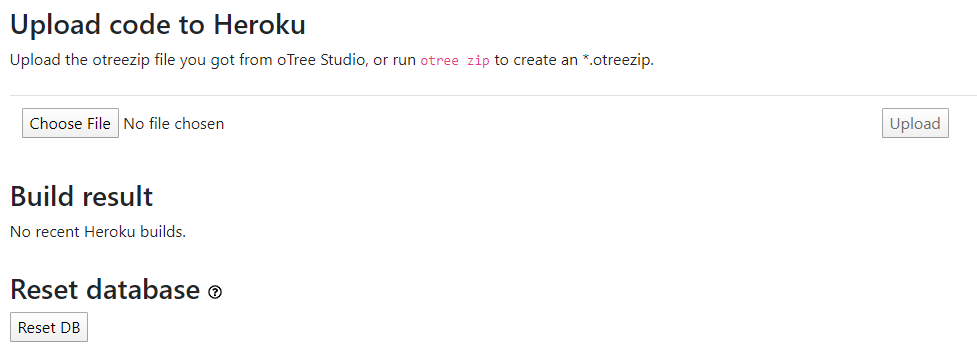 Upload code to Heroku
Upload the otreezip file you got from oTree Studio, or run otree zip to create an *.otreezip.
Choose File No file chosen Upload
Build result
No recent Heroku builds.
Reset database ?
Reset DB